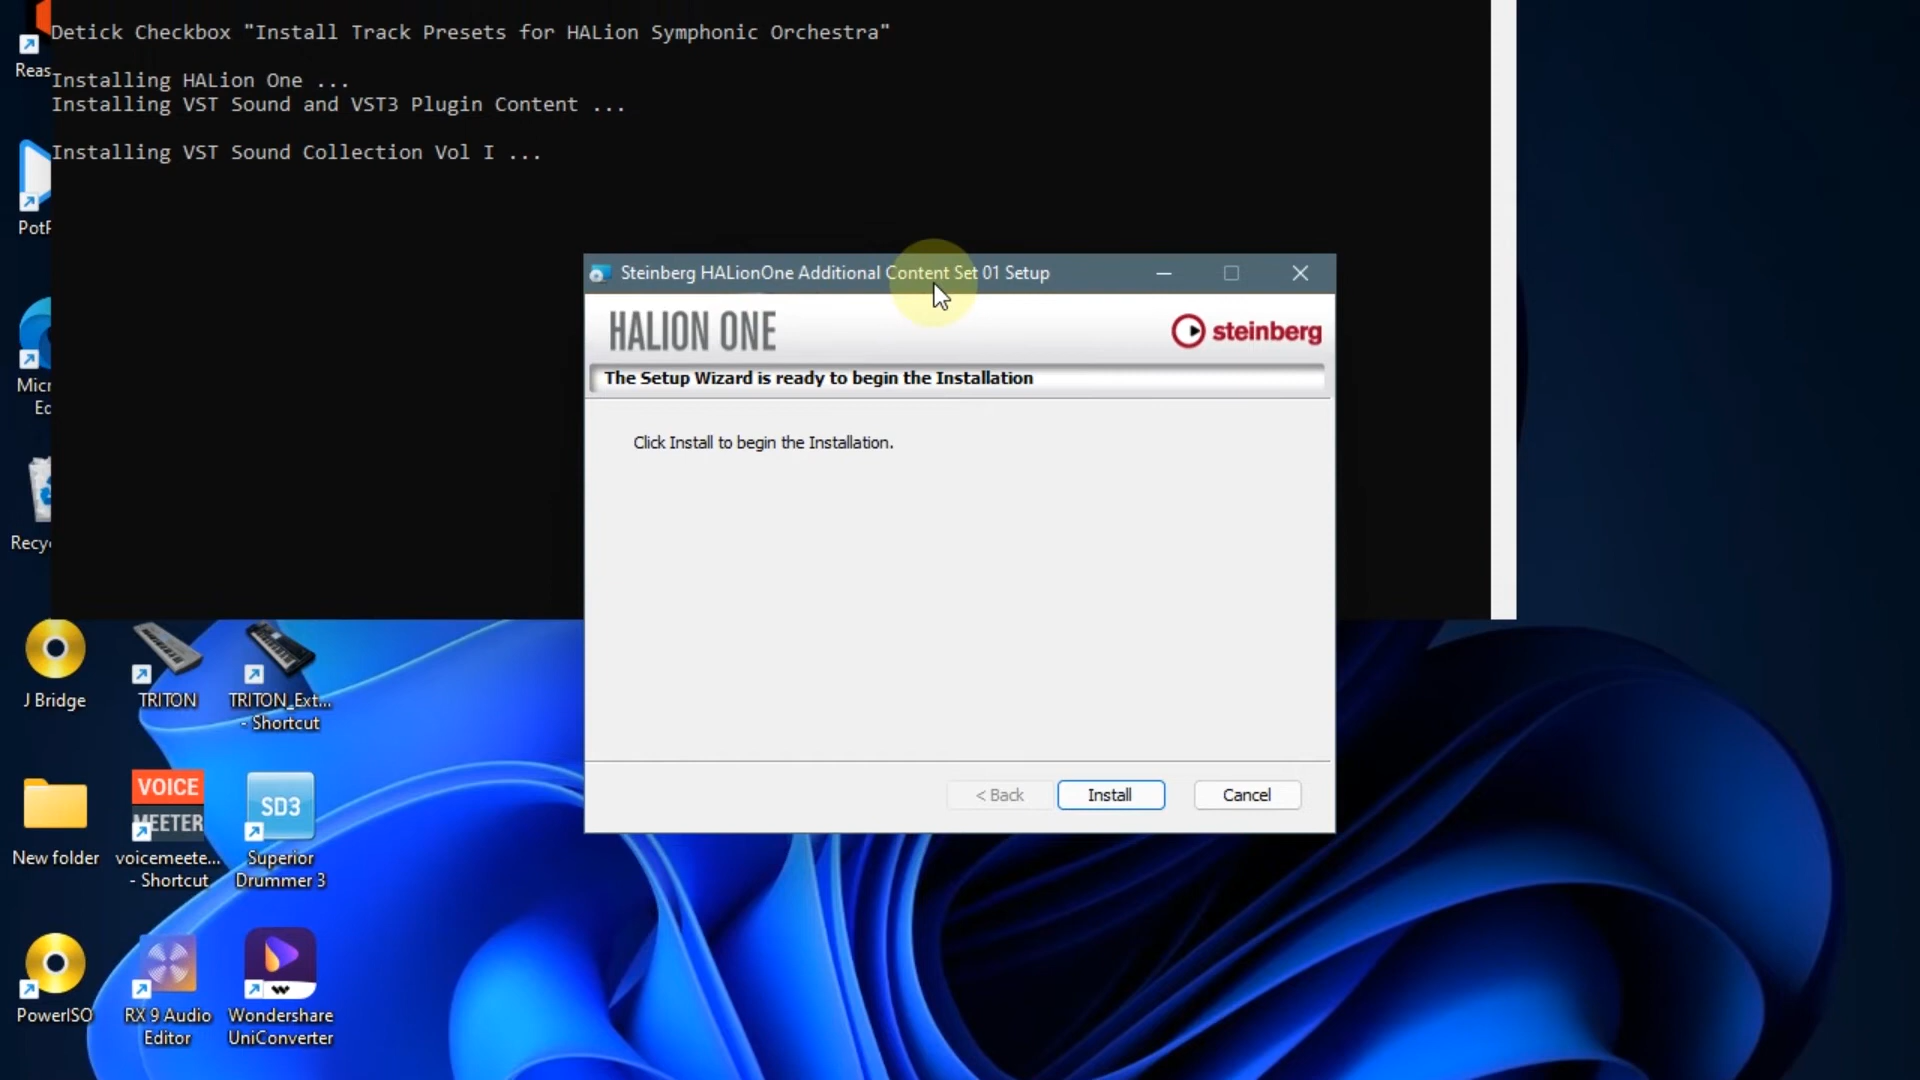 Detick Checkbox "Install Track Presets for HALion Symphonic Orchestra"
Installing HALion One ...
Installing VST Sound and VST3 Plugin Content ...
Installing VST Sound Collection Vol I ...
Steinberg HALionOne Additional Content Set 01 Setup
HALION ONE
steinberg
The Setup Wizard is ready to begin the Installation
Click Install to begin the Installation.
< Back
Install
Cancel
Reas
PotP
Micr
Ed
Recy
J Bridge
TRITON
TRITON_Ext...
- Shortcut
New folder
VOICE
MEETER
voicemeete...
- Shortcut
SD3
Superior
Drummer 3
PowerISO
RX 9 Audio
Editor
Wondershare
UniConverter